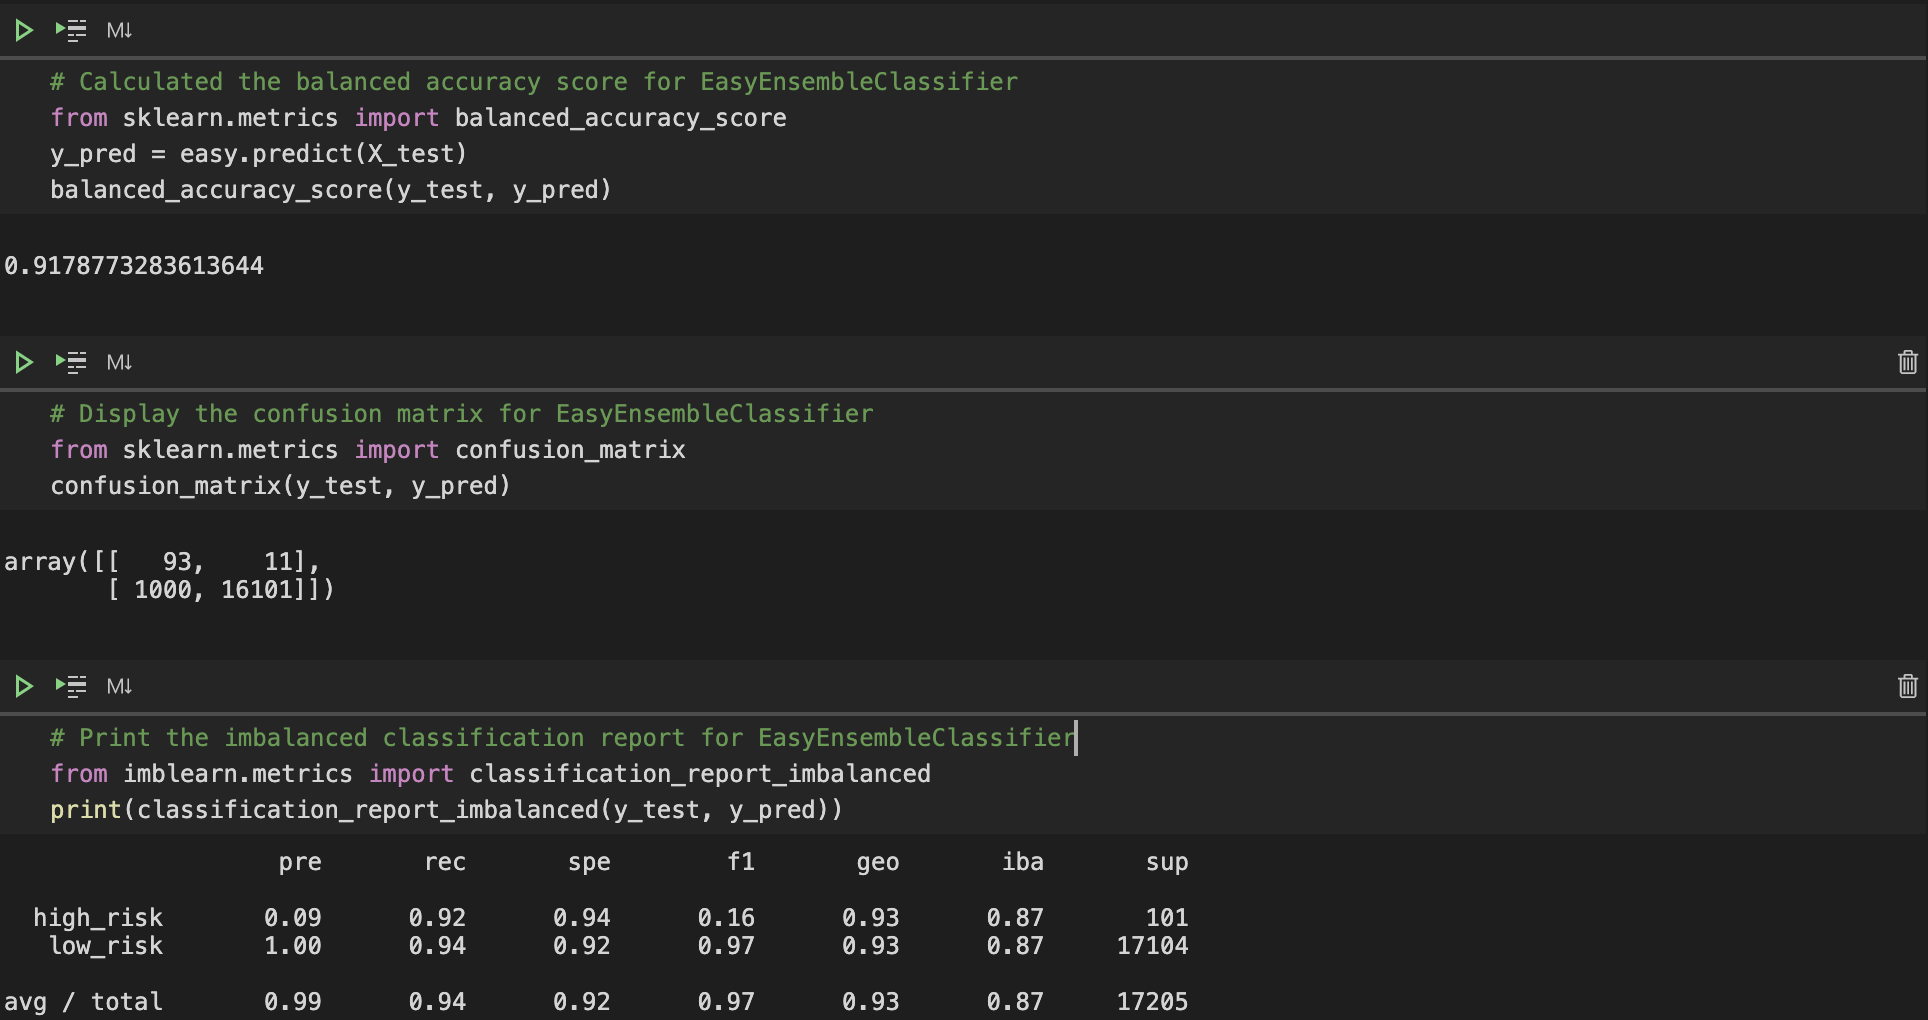 M↓
# Calculated the balanced accuracy score for EasyEnsembleClassifier
from sklearn.metrics import balanced_accuracy_score
y_pred = easy.predict(X_test)
balanced_accuracy_score(y_test, y_pred)
0.9178773283613644
M↓
# Display the confusion matrix for EasyEnsembleClassifier
from sklearn.metrics import confusion_matrix
confusion_matrix(y_test, y_pred)
array([[   93,    11],
       [ 1000, 16101]])
M↓
# Print the imbalanced classification report for EasyEnsembleClassifier
from imblearn.metrics import classification_report_imbalanced
print(classification_report_imbalanced(y_test, y_pred))
                   pre       rec       spe        f1       geo       iba       sup
  high_risk       0.09      0.92      0.94      0.16      0.93      0.87       101
   low_risk       1.00      0.94      0.92      0.97      0.93      0.87     17104
avg / total       0.99      0.94      0.92      0.97      0.93      0.87     17205